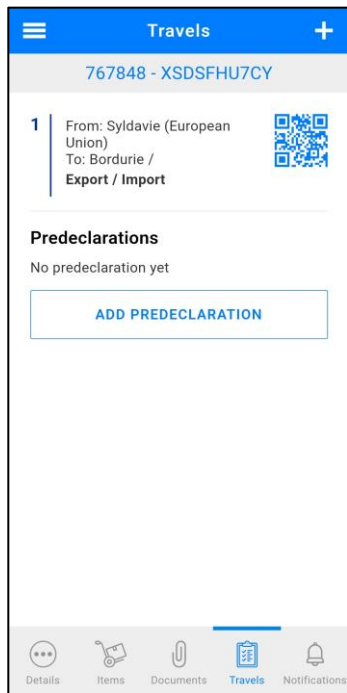 Travels
767848 - XSDSFHU7CY
1
From: Syldavie (European
Union)
To: Bordurie /
Export / Import
Predeclarations
No predeclaration yet
ADD PREDECLARATION
Details
Items
Documents
Travels
Notifications